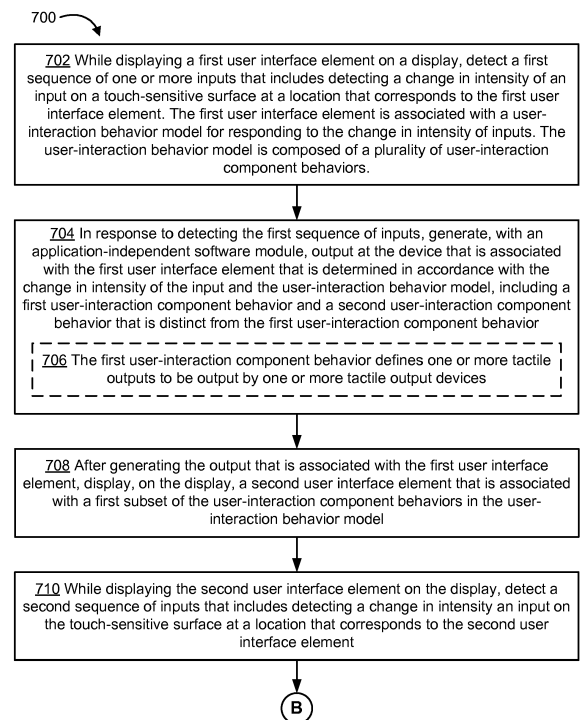 700
702 While displaying a first user interface element on a display, detect a first
sequence of one or more inputs that includes detecting a change in intensity of an
input on a touch-sensitive surface at a location that corresponds to the first user
interface element. The first user interface element is associated with a user-
interaction behavior model for responding to the change in intensity of inputs. The
user-interaction behavior model is composed of a plurality of user-interaction
component behaviors.
704 In response to detecting the first sequence of inputs, generate, with an
application-independent software module, output at the device that is associated
with the first user interface element that is determined in accordance with the
change in intensity of the input and the user-interaction behavior model, including a
first user-interaction component behavior and a second user-interaction component
behavior that is distinct from the first user-interaction component behavior
706 The first user-interaction component behavior defines one or more tactile
outputs to be output by one or more tactile output devices
708 After generating the output that is associated with the first user interface
element, display, on the display, a second user interface element that is associated
with a first subset of the user-interaction component behaviors in the user-
interaction behavior model
710 While displaying the second user interface element on the display, detect a
second sequence of inputs that includes detecting a change in intensity an input on
the touch-sensitive surface at a location that corresponds to the second user
interface element
B